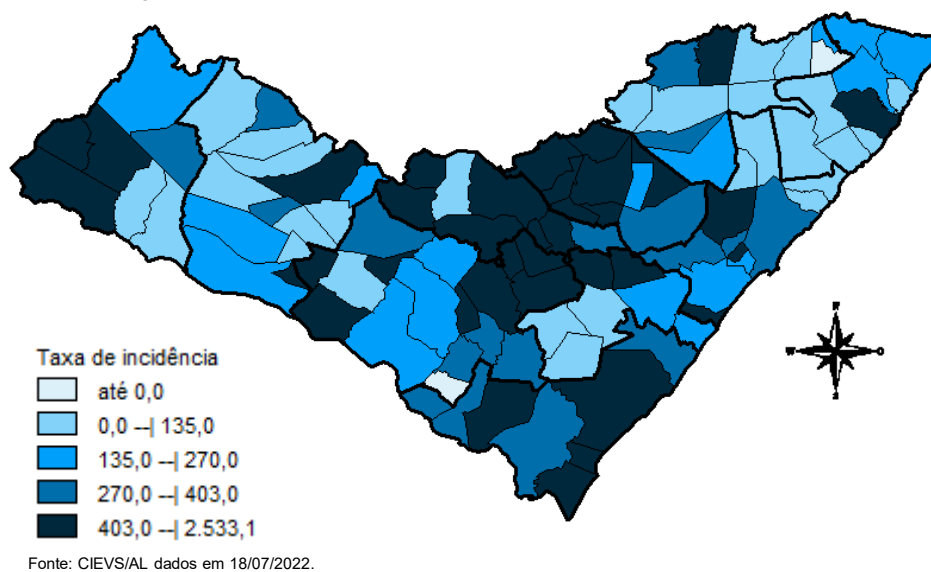 N
W
O
S
Taxa de incidência
até 0,0
0,0 --| 135,0
135,0 --| 270,0
270,0 --| 403,0
403,0 --| 2.533,1
Fonte: CIEVS/AL dados em 18/07/2022.